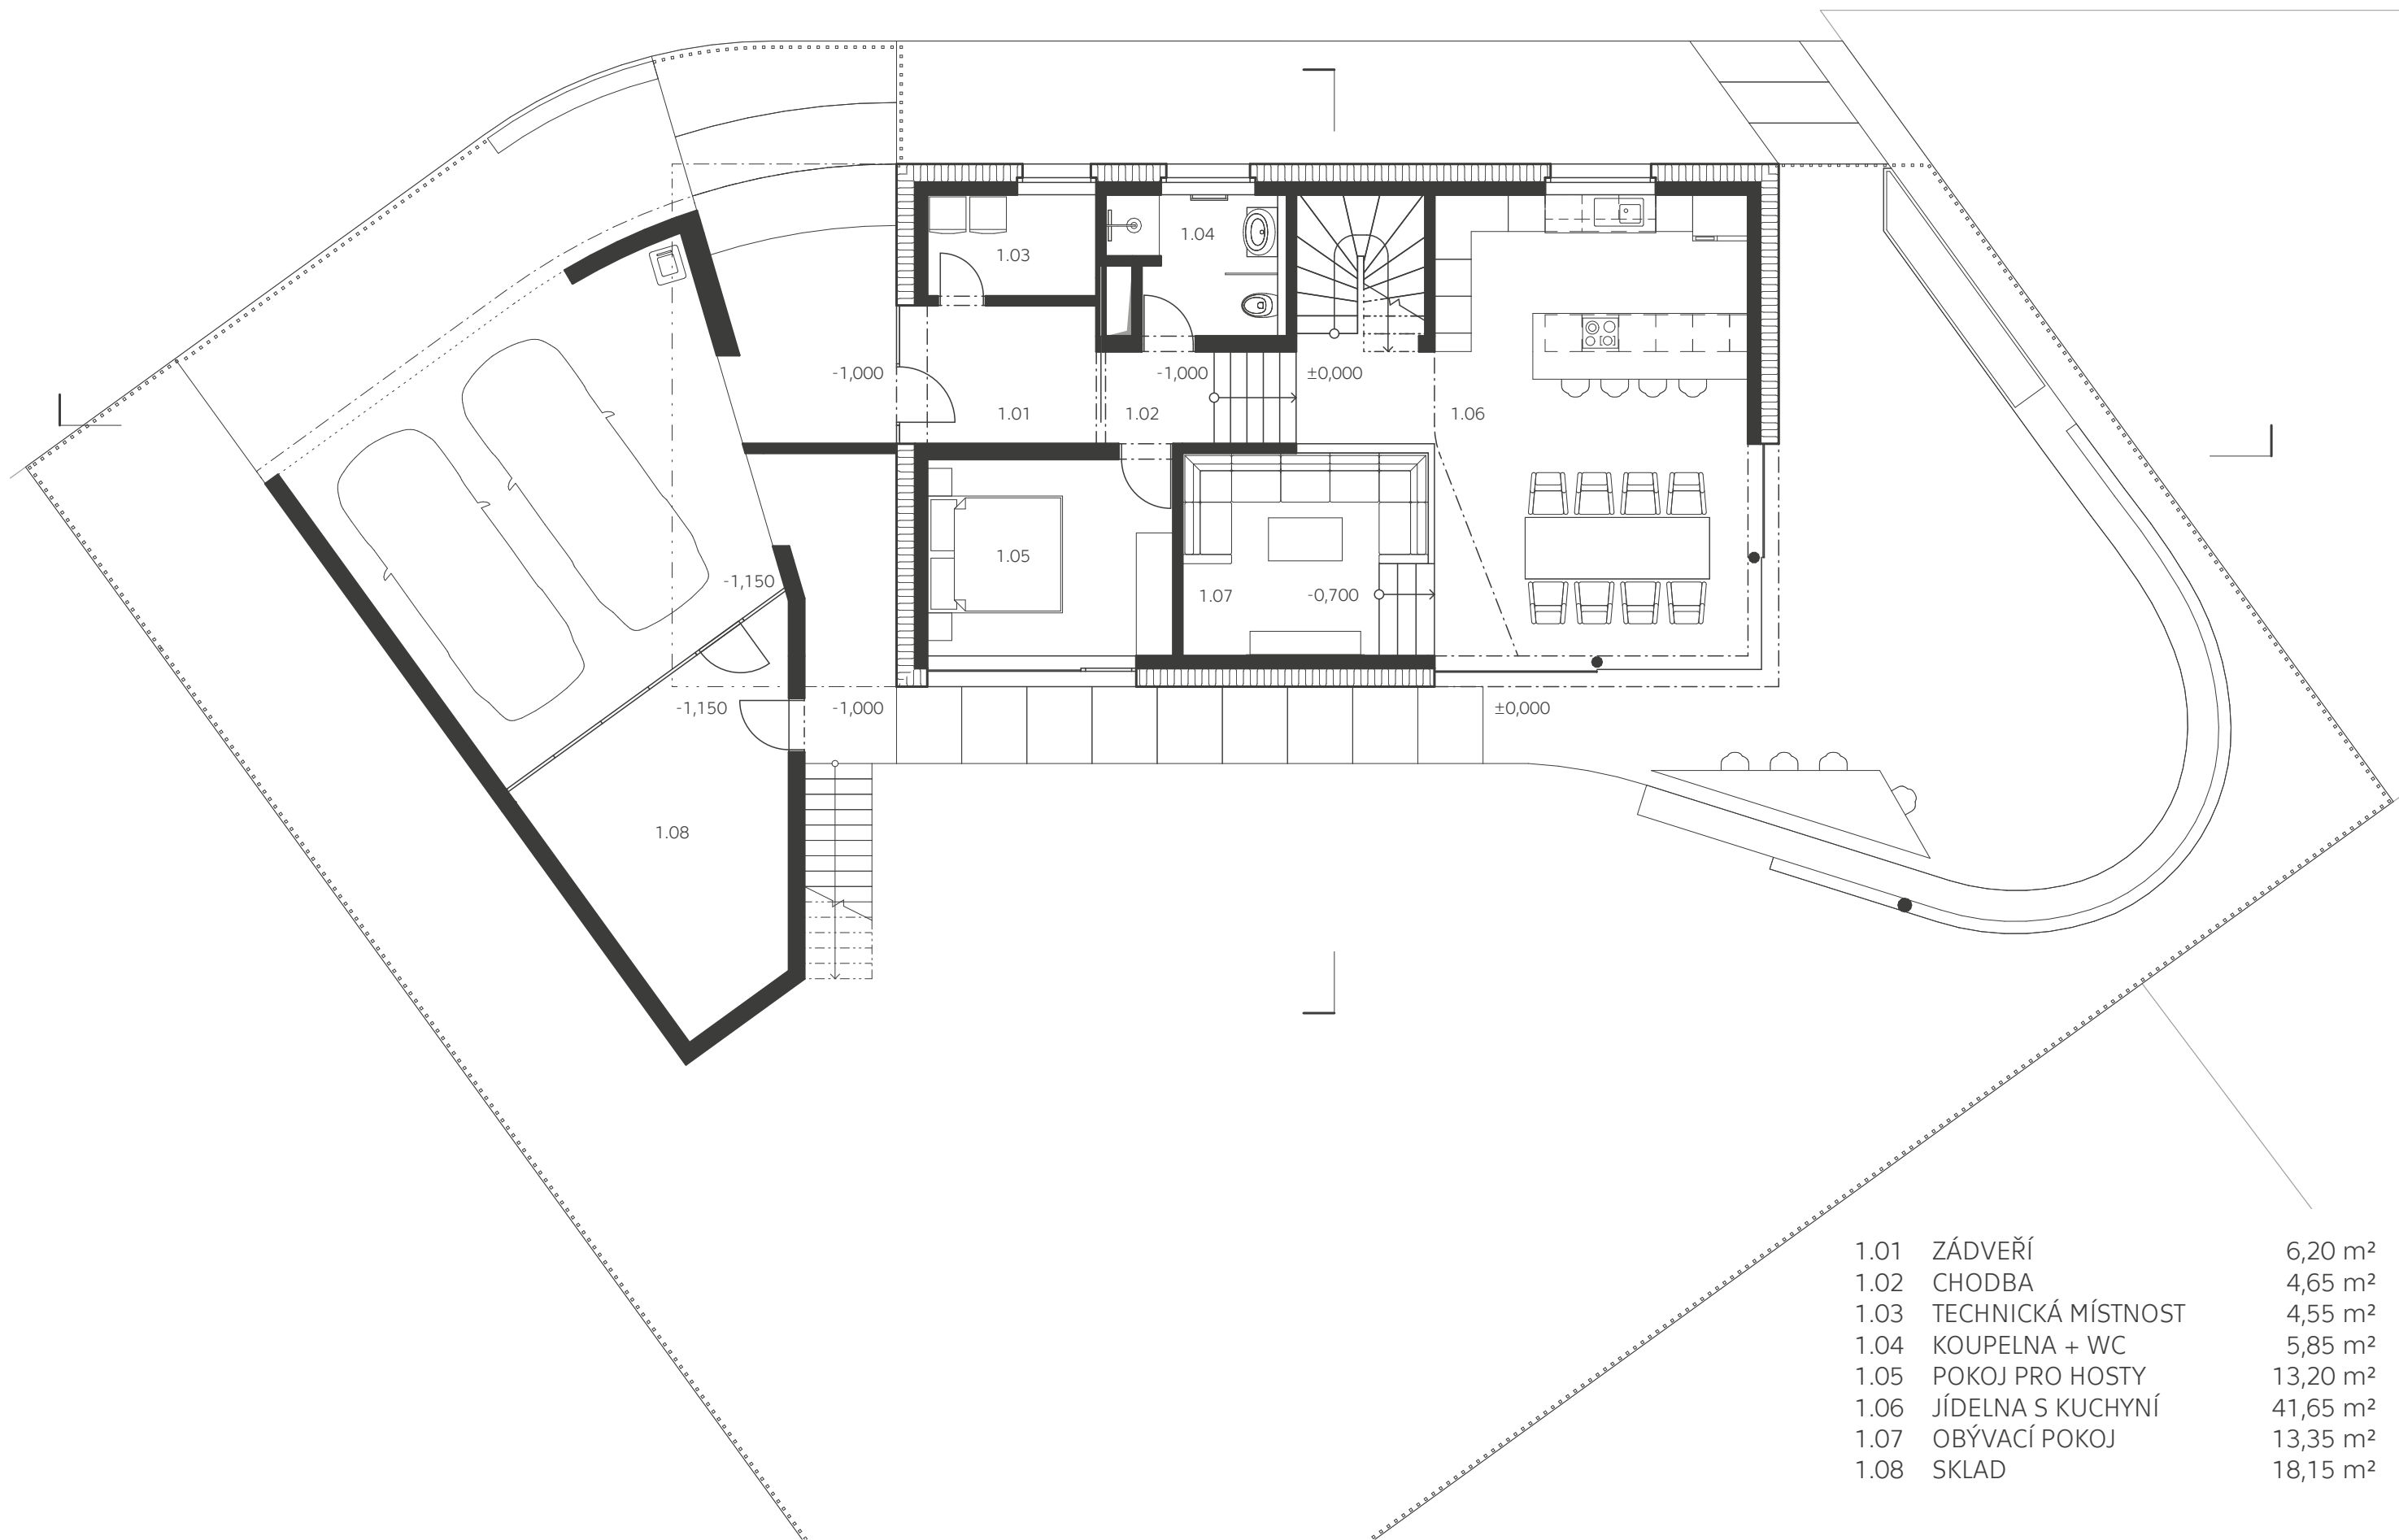 1.03
1.04
-1,000
-1,000
±0,000
1.01
1.02
1.06
1.05
-1,150
1.07
-0,700
-1,150
-1,000
±0,000
1.08
1.01 ZÁDVEŘÍ 6,20 m²
1.02 CHODBA 4,65 m²
1.03 TECHNICKÁ MÍSTNOST 4,55 m²
1.04 KOUPELNA + WC 5,85 m²
1.05 POKOJ PRO HOSTY 13,20 m²
1.06 JÍDELNA S KUCHYNÍ 41,65 m²
1.07 OBÝVACÍ POKOJ 13,35 m²
1.08 SKLAD 18,15 m²